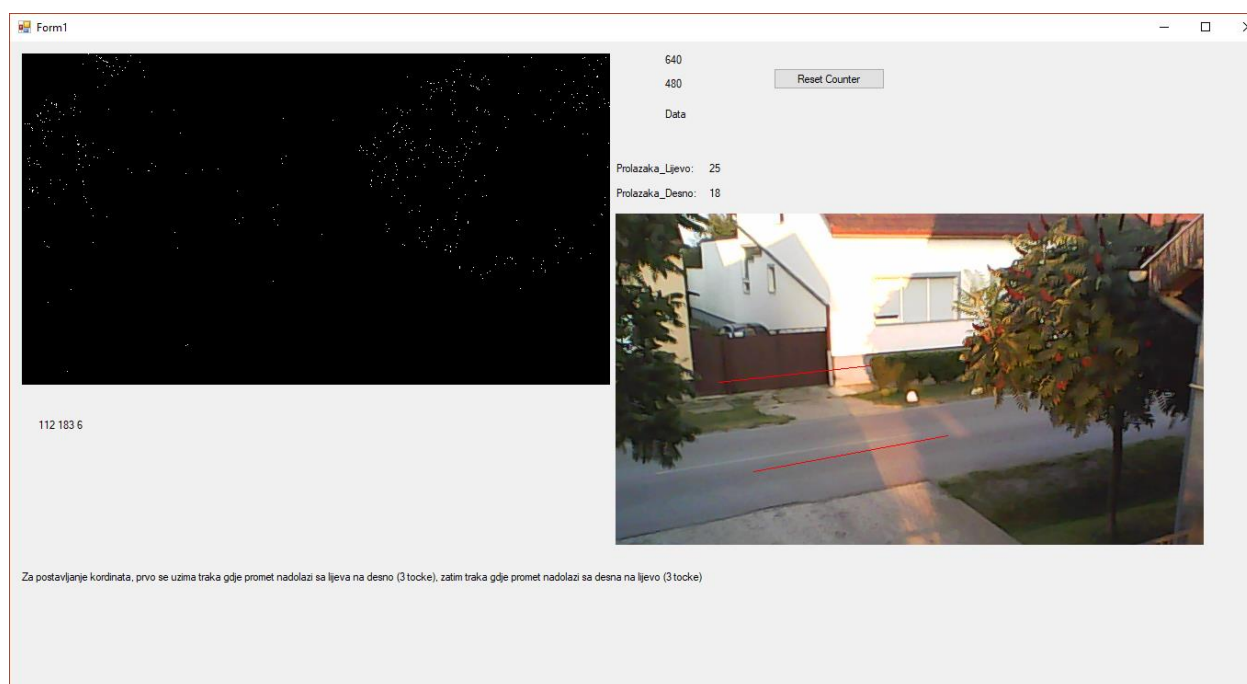 Form1
640
480
Reset Counter
Data
Prolazaka_Lijevo: 25
Prolazaka_Desno: 18
112 183 6
Za postavljanje kordinata, prvo se uzima traka gdje promet nadolazi sa lijeva na desno (3 tocke), zatim traka gdje promet nadolazi sa desna na lijevo (3 tocke)